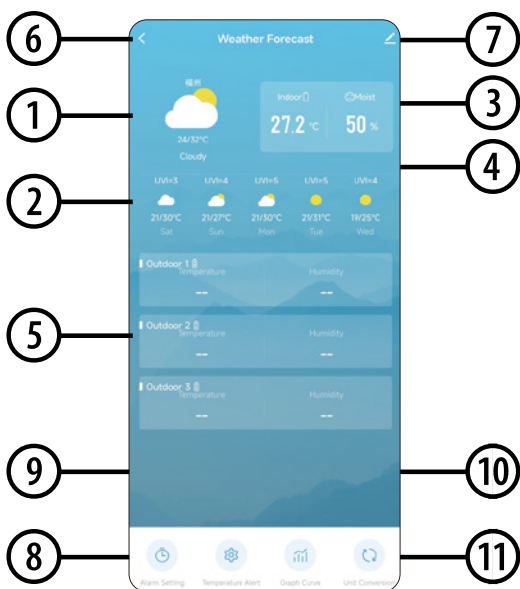 6
Weather Forecast
7
福州
1
Indoor
Moist
3
27.2 °C
50 %
24/32°C
Cloudy
4
UVI=3 UVI=4 UVI=5 UVI=5 UVI=4
2
21/30°C 21/27°C 21/30°C 21/31°C 19/25°C
Sat Sun Mon Tue Wed
Outdoor 1
Temperature Humidity
-- --
5
Outdoor 2
Temperature Humidity
-- --
Outdoor 3
Temperature Humidity
-- --
9
10
8
11
Alarm Setting Temperature Alert Graph Curve Unit Conversion